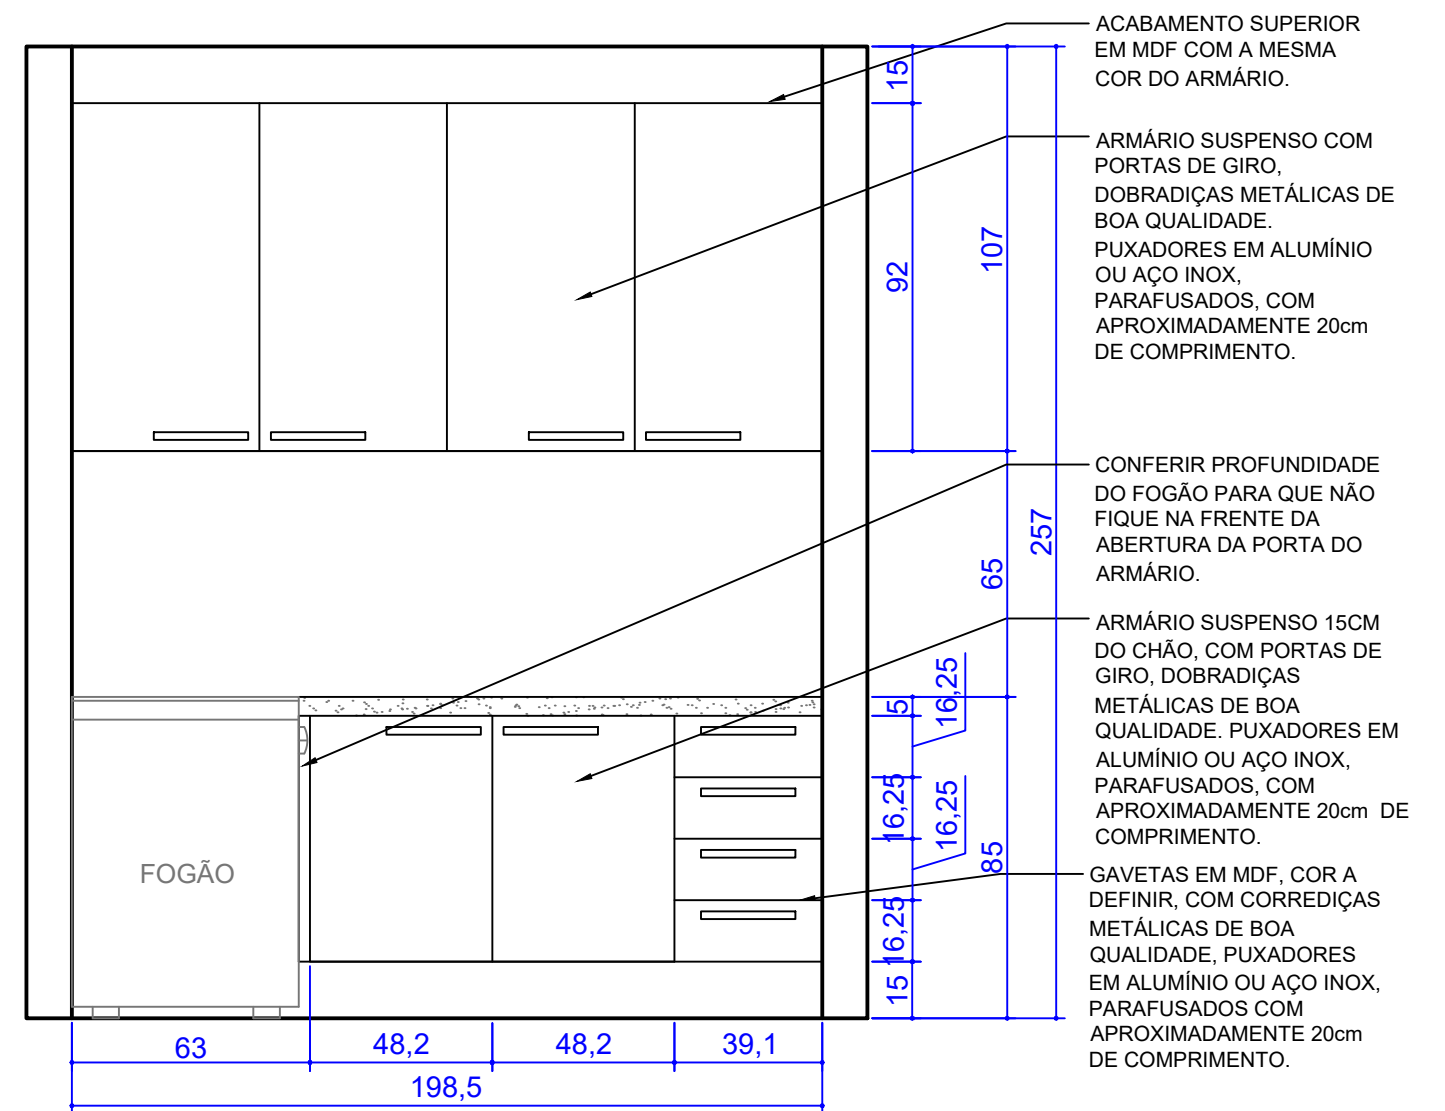 ACABAMENTO SUPERIOR
EM MDF COM A MESMA
COR DO ARMÁRIO.
ARMÁRIO SUSPENSO COM
PORTAS DE GIRO,
DOBRADIÇAS METÁLICAS DE
BOA QUALIDADE.
PUXADORES EM ALUMÍNIO
OU AÇO INOX,
PARAFUSADOS, COM
APROXIMADAMENTE 20cm
DE COMPRIMENTO.
CONFERIR PROFUNDIDADE
DO FOGÃO PARA QUE NÃO
FIQUE NA FRENTE DA
ABERTURA DA PORTA DO
ARMÁRIO.
ARMÁRIO SUSPENSO 15CM
DO CHÃO, COM PORTAS DE
GIRO, DOBRADIÇAS
METÁLICAS DE BOA
QUALIDADE. PUXADORES EM
ALUMÍNIO OU AÇO INOX,
PARAFUSADOS, COM
APROXIMADAMENTE 20cm DE
COMPRIMENTO.
GAVETAS EM MDF, COR A
DEFINIR, COM CORREDIÇAS
METÁLICAS DE BOA
QUALIDADE, PUXADORES
EM ALUMÍNIO OU AÇO INOX,
PARAFUSADOS COM
APROXIMADAMENTE 20cm
DE COMPRIMENTO.
15
92
107
257
65
5
16,25
16,25
16,25
16,25
85
15
FOGÃO
63
48,2
48,2
39,1
198,5